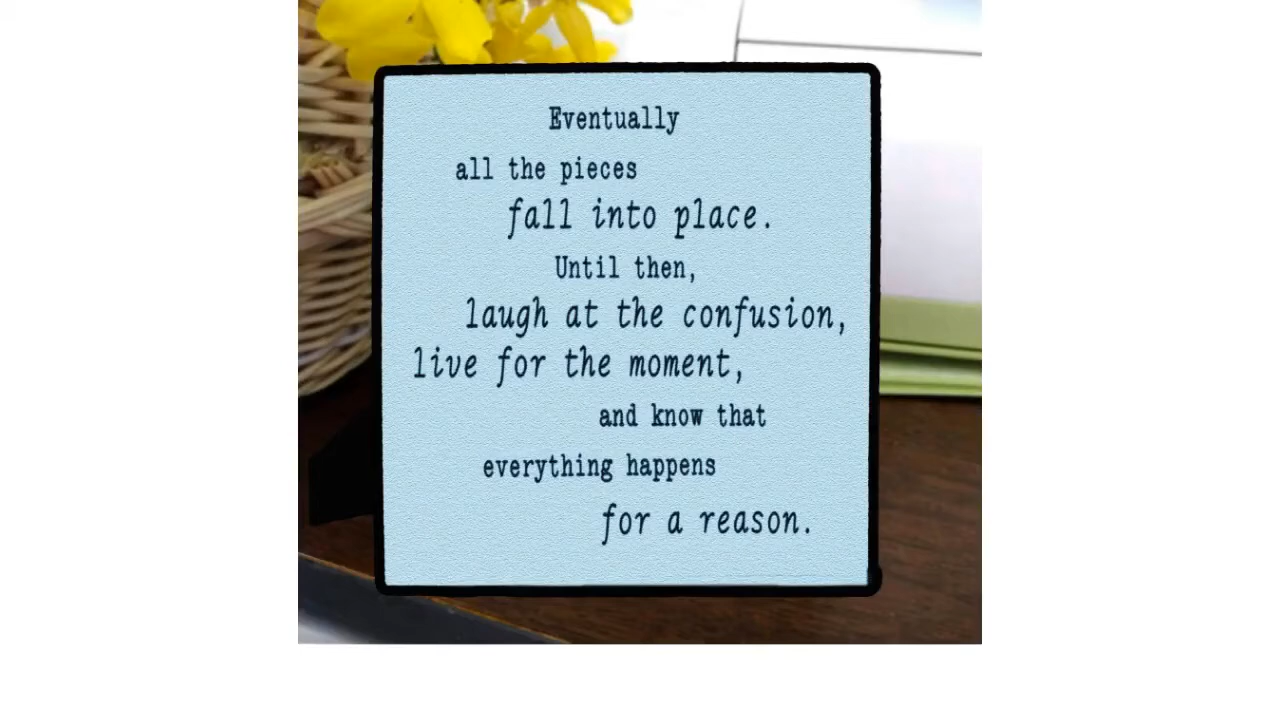 Eventually
all the pieces
fall into place.
Until then,
laugh at the confusion,
live for the moment,
and know that
everything happens
for a reason.